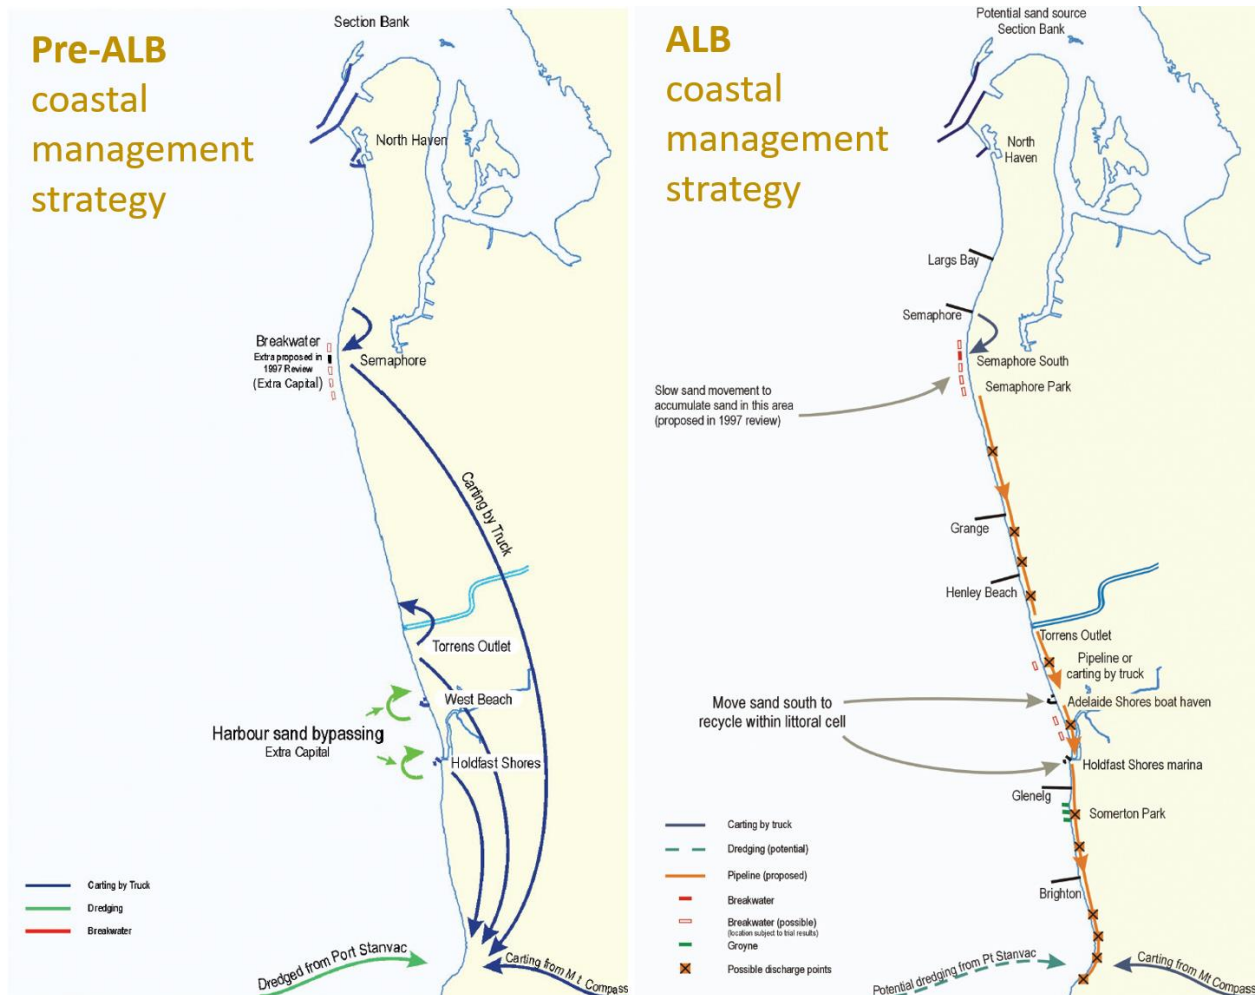 Pre-ALB
coastal
management
strategy
Section Bank
North Haven
Breakwater
Extra proposed in
1997 Review
(Extra Capital)
Semaphore
Carting by Truck
Torrens Outlet
West Beach
Harbour sand bypassing
Extra Capital
Holdfast Shores
Carting by Truck
Dredging
Breakwater
Dredged from Port Stanvac
Carting from Mt Compass
ALB
coastal
management
strategy
Potential sand source
Section Bank
North
Haven
Largs Bay
Semaphore
Semaphore South
Semaphore Park
Slow sand movement to
accumulate sand in this area
(proposed in 1997 review)
Grange
Henley Beach
Torrens Outlet
Pipeline or
carting by truck
Move sand south to
recycle within littoral cell
Adelaide Shores boat haven
Holdfast Shores marina
Glenelg
Somerton Park
Brighton
Carting by truck
Dredging (potential)
Pipeline (proposed)
Breakwater
Breakwater (possible)
(location subject to trial results)
Groyne
Possible discharge points
Potential dredging from Pt Stanvac
Carting from Mt Compass